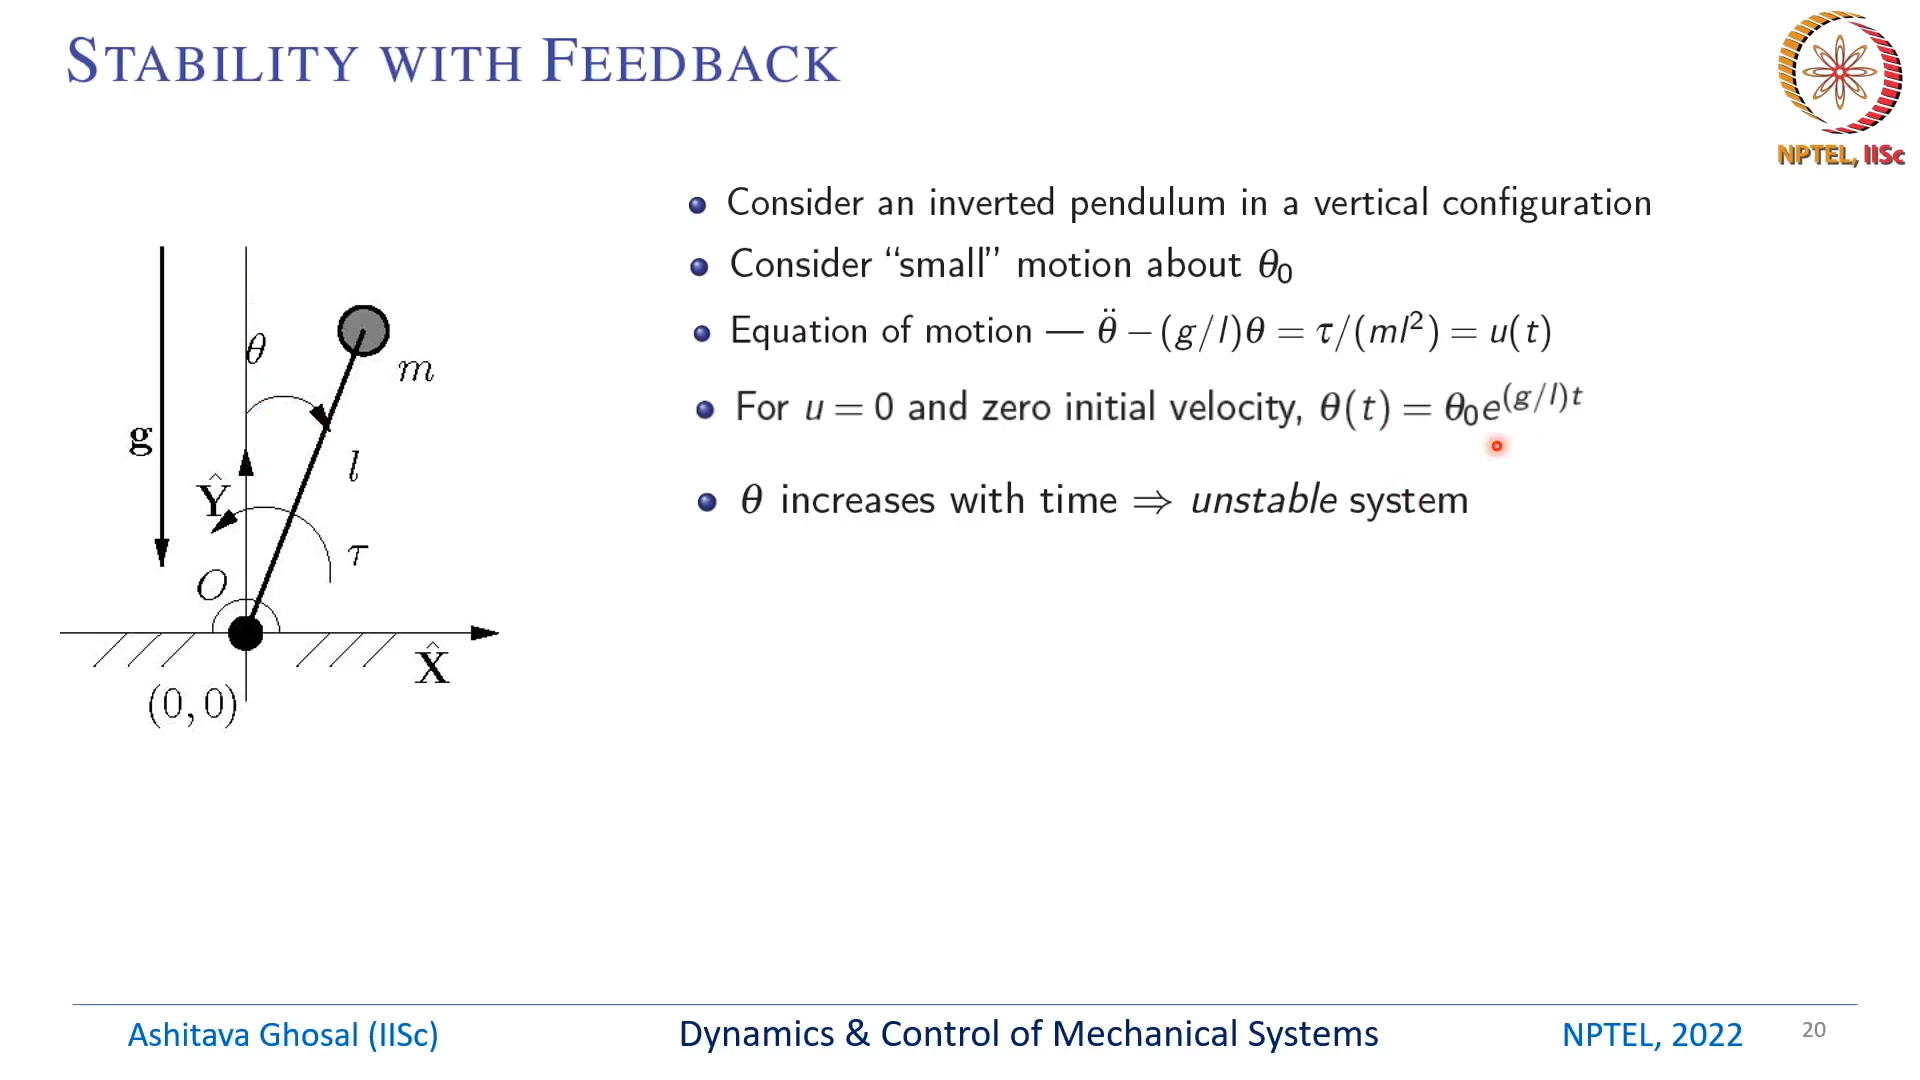 STABILITY WITH FEEDBACK
NPTEL, IISc
Consider an inverted pendulum in a vertical configuration
Consider “small” motion about θ₀
Equation of motion — θ̈ − (g/l)θ = τ/(ml²) = u(t)
For u = 0 and zero initial velocity, θ(t) = θ₀e^(g/l)t
θ increases with time ⇒ unstable system
θ
m
g
l
Ŷ
τ
O
X̂
(0, 0)
Ashitava Ghosal (IISc)
Dynamics & Control of Mechanical Systems
NPTEL, 2022
20